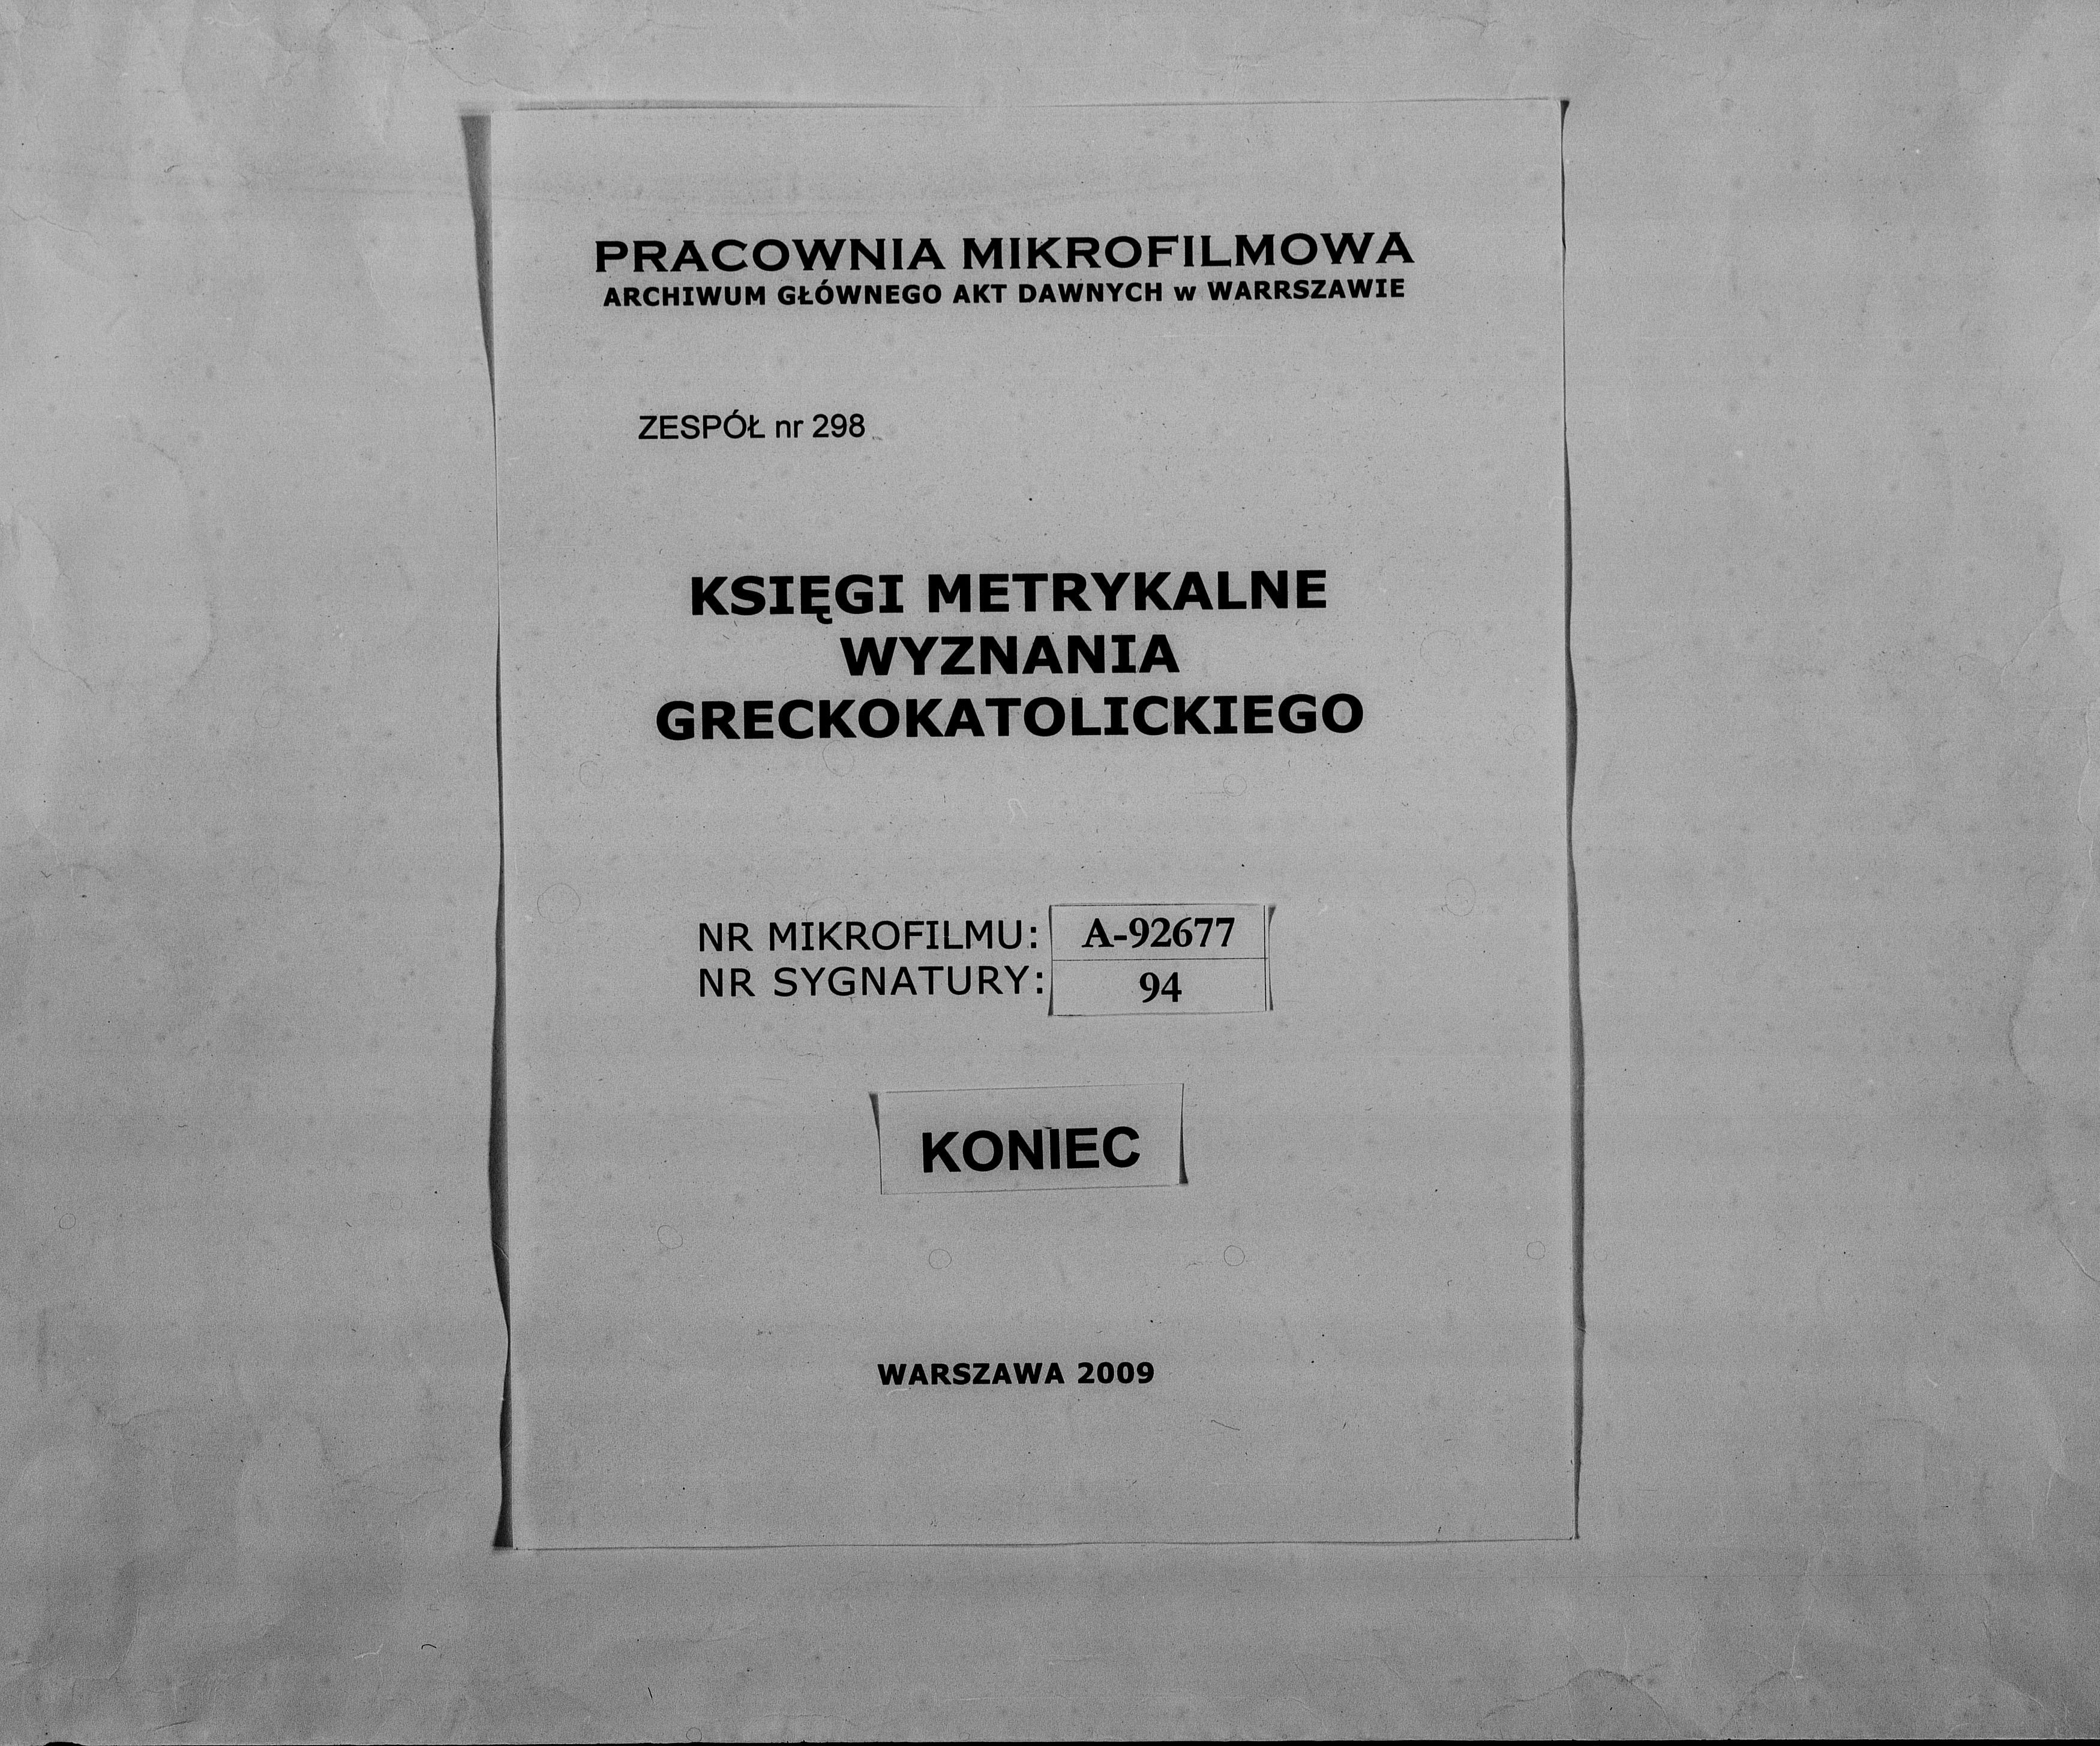 PRACOWNIA MIKROFILMOWA
ARCHIWUM GŁÓWNEGO AKT DAWNYCH w WARRSZAWIE
ZESPÓŁ nr 298
KSIĘGI METRYKALNE
WYZNANIA
GRECKOKATOLICKIEGO
NR MIKROFILMU: A-92677
NR SYGNATURY: 94
KONIEC
WARSZAWA 2009